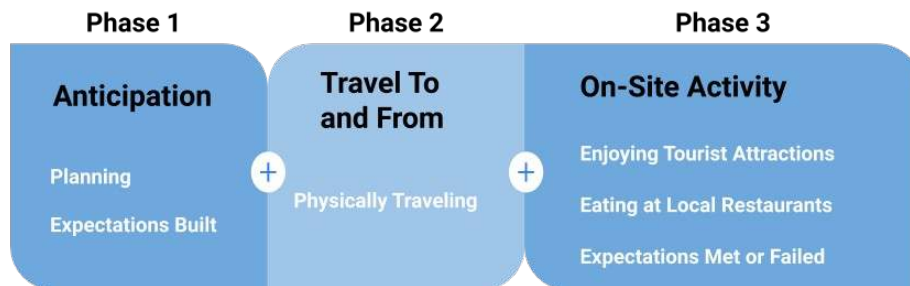 Phase 1
Phase 2
Phase 3
Anticipation
Planning
Expectations Built
Travel To
and From
Physically Traveling
On-Site Activity
Enjoying Tourist Attractions
Eating at Local Restaurants
Expectations Met or Failed